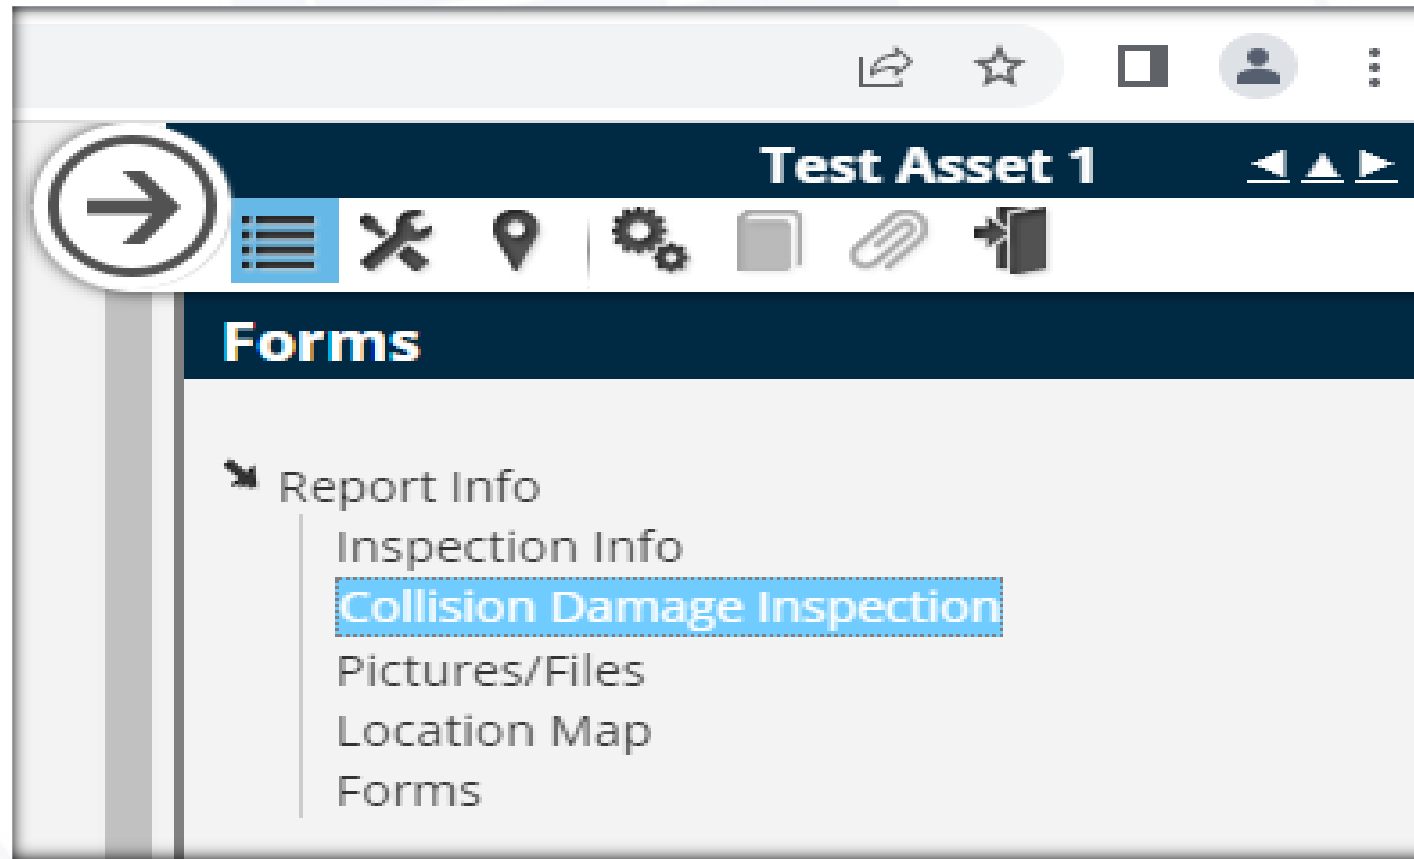 Test Asset 1
Forms
Report Info
Inspection Info
Collision Damage Inspection
Pictures/Files
Location Map
Forms